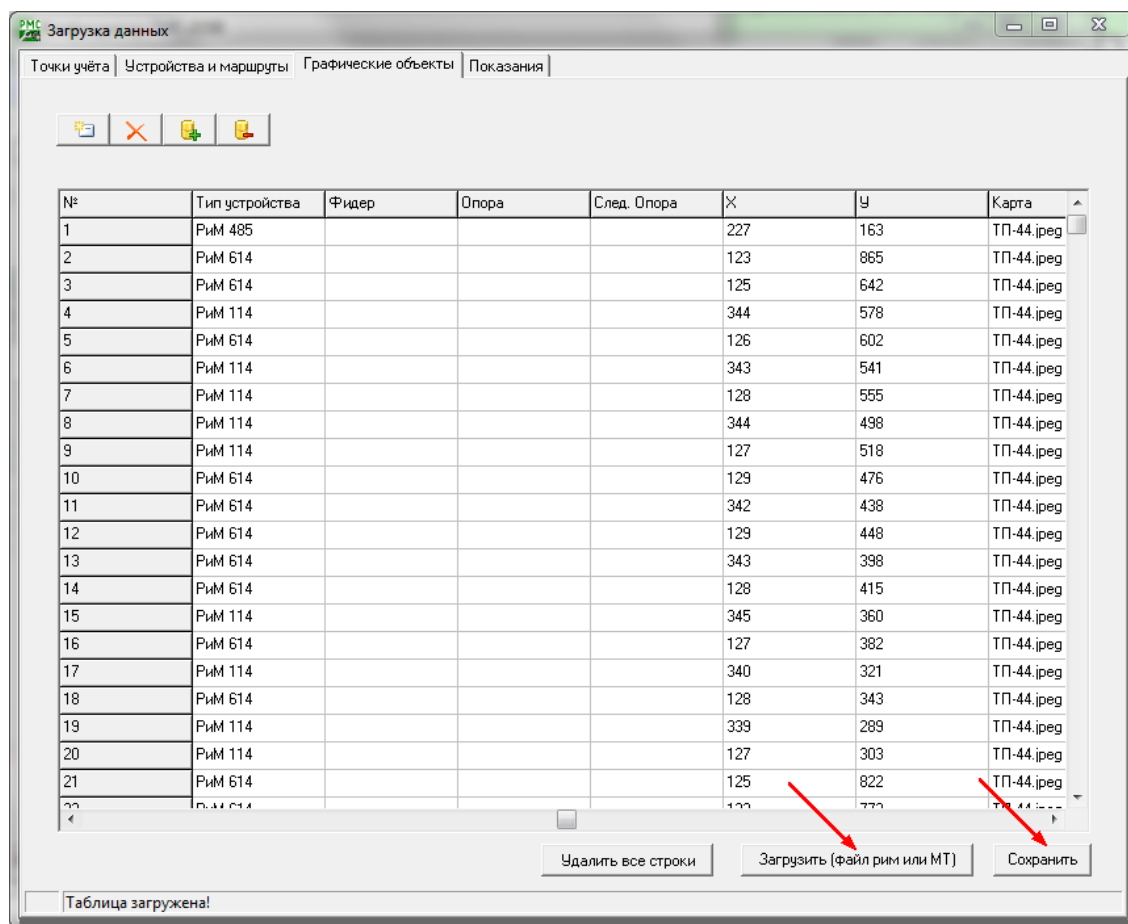 РМС Загрузка данных
Точки учёта Устройства и маршруты Графические объекты Показания
№ Тип устройства Фидер Опора След. Опора X У Карта
1 РиМ 485 227 163 ТП-44.jpeg
2 РиМ 614 123 865 ТП-44.jpeg
3 РиМ 614 125 642 ТП-44.jpeg
4 РиМ 114 344 578 ТП-44.jpeg
5 РиМ 614 126 602 ТП-44.jpeg
6 РиМ 114 343 541 ТП-44.jpeg
7 РиМ 114 128 555 ТП-44.jpeg
8 РиМ 114 344 498 ТП-44.jpeg
9 РиМ 114 127 518 ТП-44.jpeg
10 РиМ 614 129 476 ТП-44.jpeg
11 РиМ 614 342 438 ТП-44.jpeg
12 РиМ 614 129 448 ТП-44.jpeg
13 РиМ 614 343 398 ТП-44.jpeg
14 РиМ 614 128 415 ТП-44.jpeg
15 РиМ 114 345 360 ТП-44.jpeg
16 РиМ 614 127 382 ТП-44.jpeg
17 РиМ 114 340 321 ТП-44.jpeg
18 РиМ 614 128 343 ТП-44.jpeg
19 РиМ 114 339 289 ТП-44.jpeg
20 РиМ 114 127 303 ТП-44.jpeg
21 РиМ 614 125 822 ТП-44.jpeg
Удалить все строки Загрузить (файл рим или МТ) Сохранить
Таблица загружена!